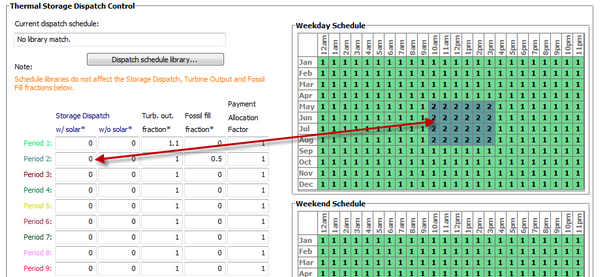 Thermal Storage Dispatch Control
Current dispatch schedule:
No library match.
Dispatch schedule library...
Note:
Schedule libraries do not affect the Storage Dispatch, Turbine Output and Fossil
Fill fractions below.
Storage Dispatch Turb. out. Fossil fill Payment Allocation
w/ solar* w/o solar* fraction* fraction* Factor
Period 1: 0 0 1.1 0 1
Period 2: 0 0 1 0.5 1
Period 3: 0 0 1 0 1
Period 4: 0 0 1 0 1
Period 5: 0 0 1 0 1
Period 6: 0 0 1 0 1
Period 7: 0 0 1 0 1
Period 8: 0 0 1 0 1
Period 9: 0 0 1 0 1
Weekday Schedule
12am 1am 2am 3am 4am 5am 6am 7am 8am 9am 10am 11am 12pm 1pm 2pm 3pm 4pm 5pm 6pm 7pm 8pm 9pm 10pm 11pm
Jan 1 1 1 1 1 1 1 1 1 1 1 1 1 1 1 1 1 1 1 1 1 1 1 1
Feb 1 1 1 1 1 1 1 1 1 1 1 1 1 1 1 1 1 1 1 1 1 1 1 1
Mar 1 1 1 1 1 1 1 1 1 1 1 1 1 1 1 1 1 1 1 1 1 1 1 1
Apr 1 1 1 1 1 1 1 1 1 1 1 1 1 1 1 1 1 1 1 1 1 1 1 1
May 1 1 1 1 1 1 1 1 1 1 2 2 2 2 2 2 1 1 1 1 1 1 1 1
Jun 1 1 1 1 1 1 1 1 1 1 2 2 2 2 2 2 1 1 1 1 1 1 1 1
Jul 1 1 1 1 1 1 1 1 1 1 2 2 2 2 2 2 1 1 1 1 1 1 1 1
Aug 1 1 1 1 1 1 1 1 1 1 2 2 2 2 2 2 1 1 1 1 1 1 1 1
Sep 1 1 1 1 1 1 1 1 1 1 1 1 1 1 1 1 1 1 1 1 1 1 1 1
Oct 1 1 1 1 1 1 1 1 1 1 1 1 1 1 1 1 1 1 1 1 1 1 1 1
Nov 1 1 1 1 1 1 1 1 1 1 1 1 1 1 1 1 1 1 1 1 1 1 1 1
Dec 1 1 1 1 1 1 1 1 1 1 1 1 1 1 1 1 1 1 1 1 1 1 1 1
Weekend Schedule
12am 1am 2am 3am 4am 5am 6am 7am 8am 9am 10am 11am 12pm 1pm 2pm 3pm 4pm 5pm 6pm 7pm 8pm 9pm 10pm 11pm
Jan 1 1 1 1 1 1 1 1 1 1 1 1 1 1 1 1 1 1 1 1 1 1 1 1
Feb 1 1 1 1 1 1 1 1 1 1 1 1 1 1 1 1 1 1 1 1 1 1 1 1
Mar 1 1 1 1 1 1 1 1 1 1 1 1 1 1 1 1 1 1 1 1 1 1 1 1
Apr 1 1 1 1 1 1 1 1 1 1 1 1 1 1 1 1 1 1 1 1 1 1 1 1